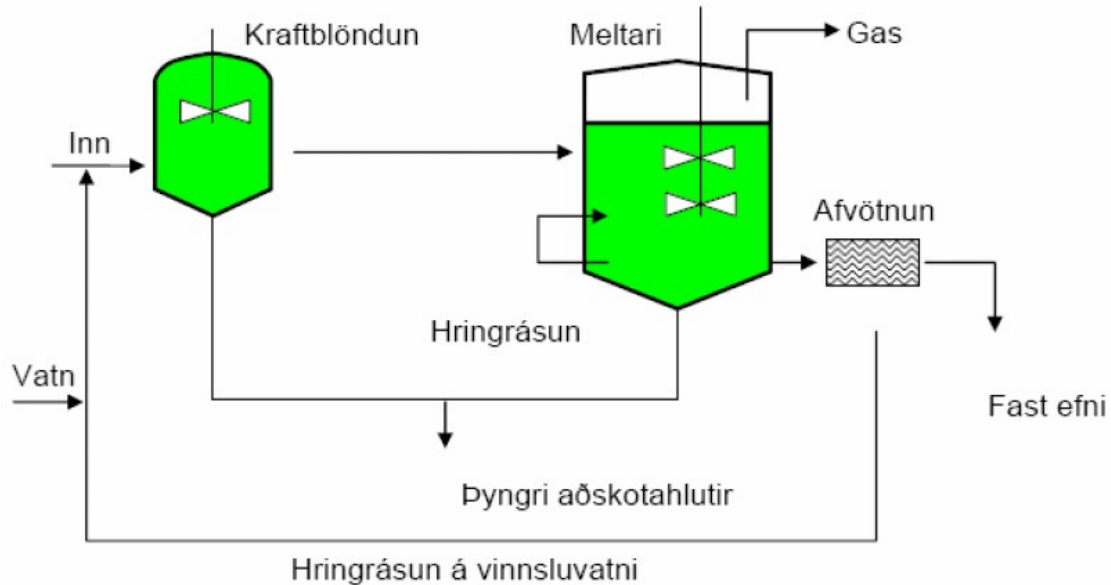 Kraftblöndun
Meltari
Gas
Inn
Afvötnun
Hringrásun
Vatn
Fast efni
Þyngri aðskotahlutir
Hringrásun á vinnsluvatni